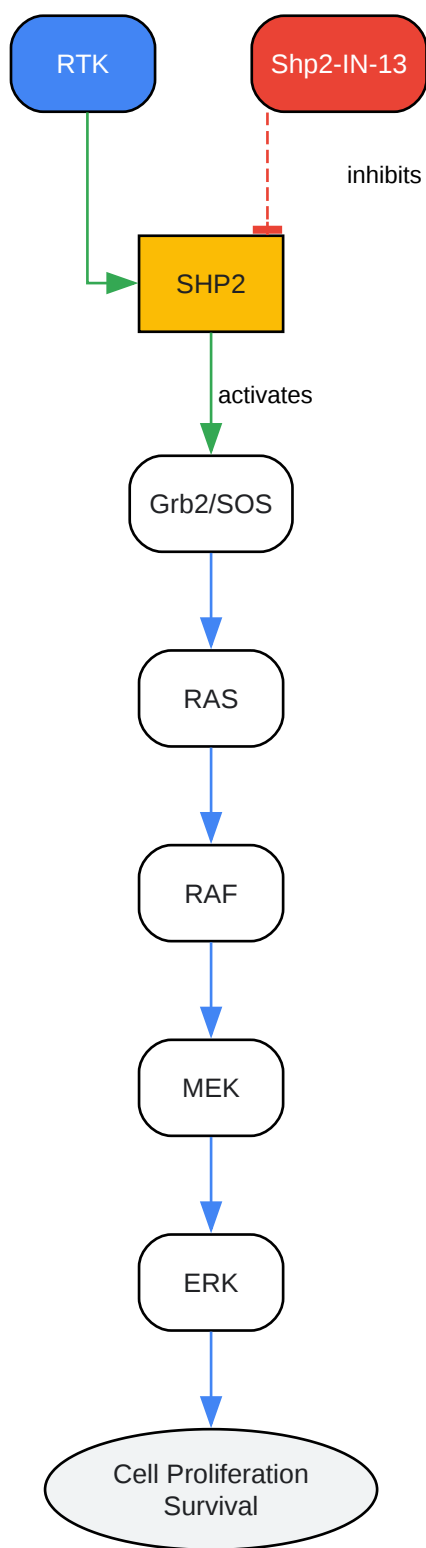 RTK
Shp2-IN-13
inhibits
SHP2
activates
Grb2/SOS
RAS
RAF
MEK
ERK
Cell Proliferation
Survival